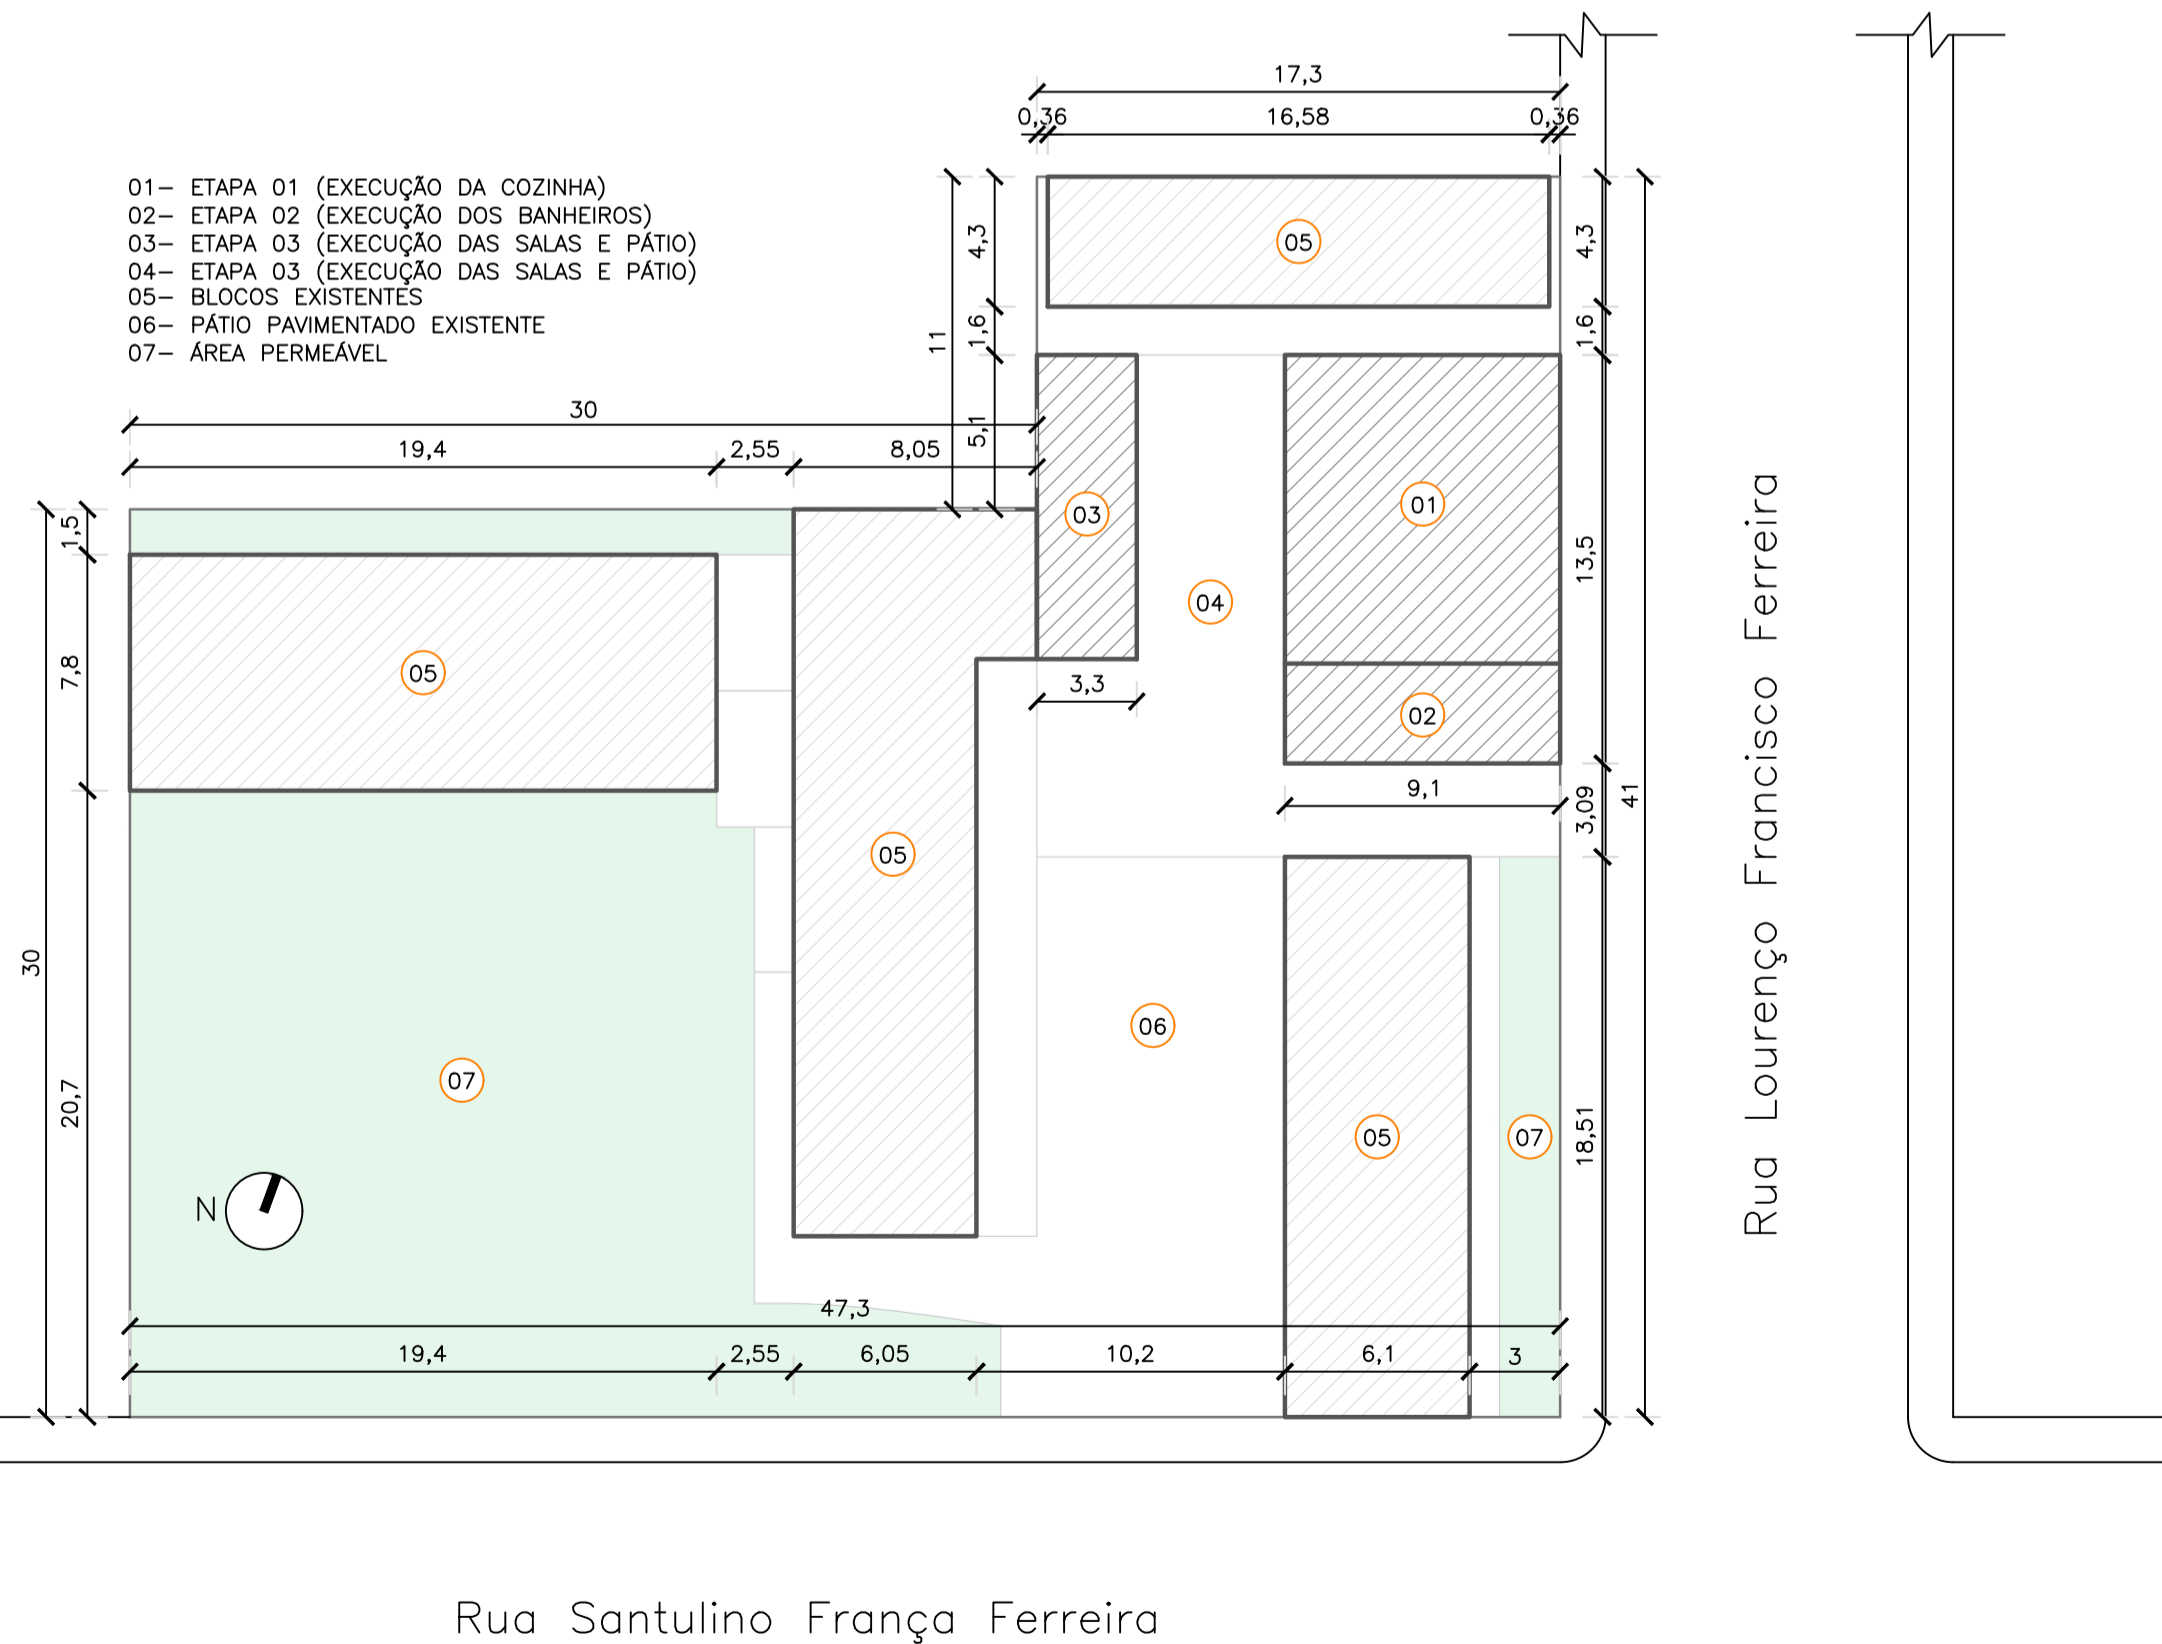 17,3
0,36 16,58 0,36
01- ETAPA 01 (EXECUÇÃO DA COZINHA)
02- ETAPA 02 (EXECUÇÃO DOS BANHEIROS)
03- ETAPA 03 (EXECUÇÃO DAS SALAS E PÁTIO)
04- ETAPA 03 (EXECUÇÃO DAS SALAS E PÁTIO)
05- BLOCOS EXISTENTES
06- PÁTIO PAVIMENTADO EXISTENTE
07- ÁREA PERMEÁVEL
4,3
05
4,3
11
1,6
1,6
30
5,1
19,4 2,55 8,05
1,5
03
01
13,5
04
7,8
05
3,3
02
9,1
3,09
41
05
30
06
07
20,7
05
07
18,51
N
47,3
19,4 2,55 6,05 10,2 6,1 3
Rua Lourenço Francisco Ferreira
Rua Santulino França Ferreira